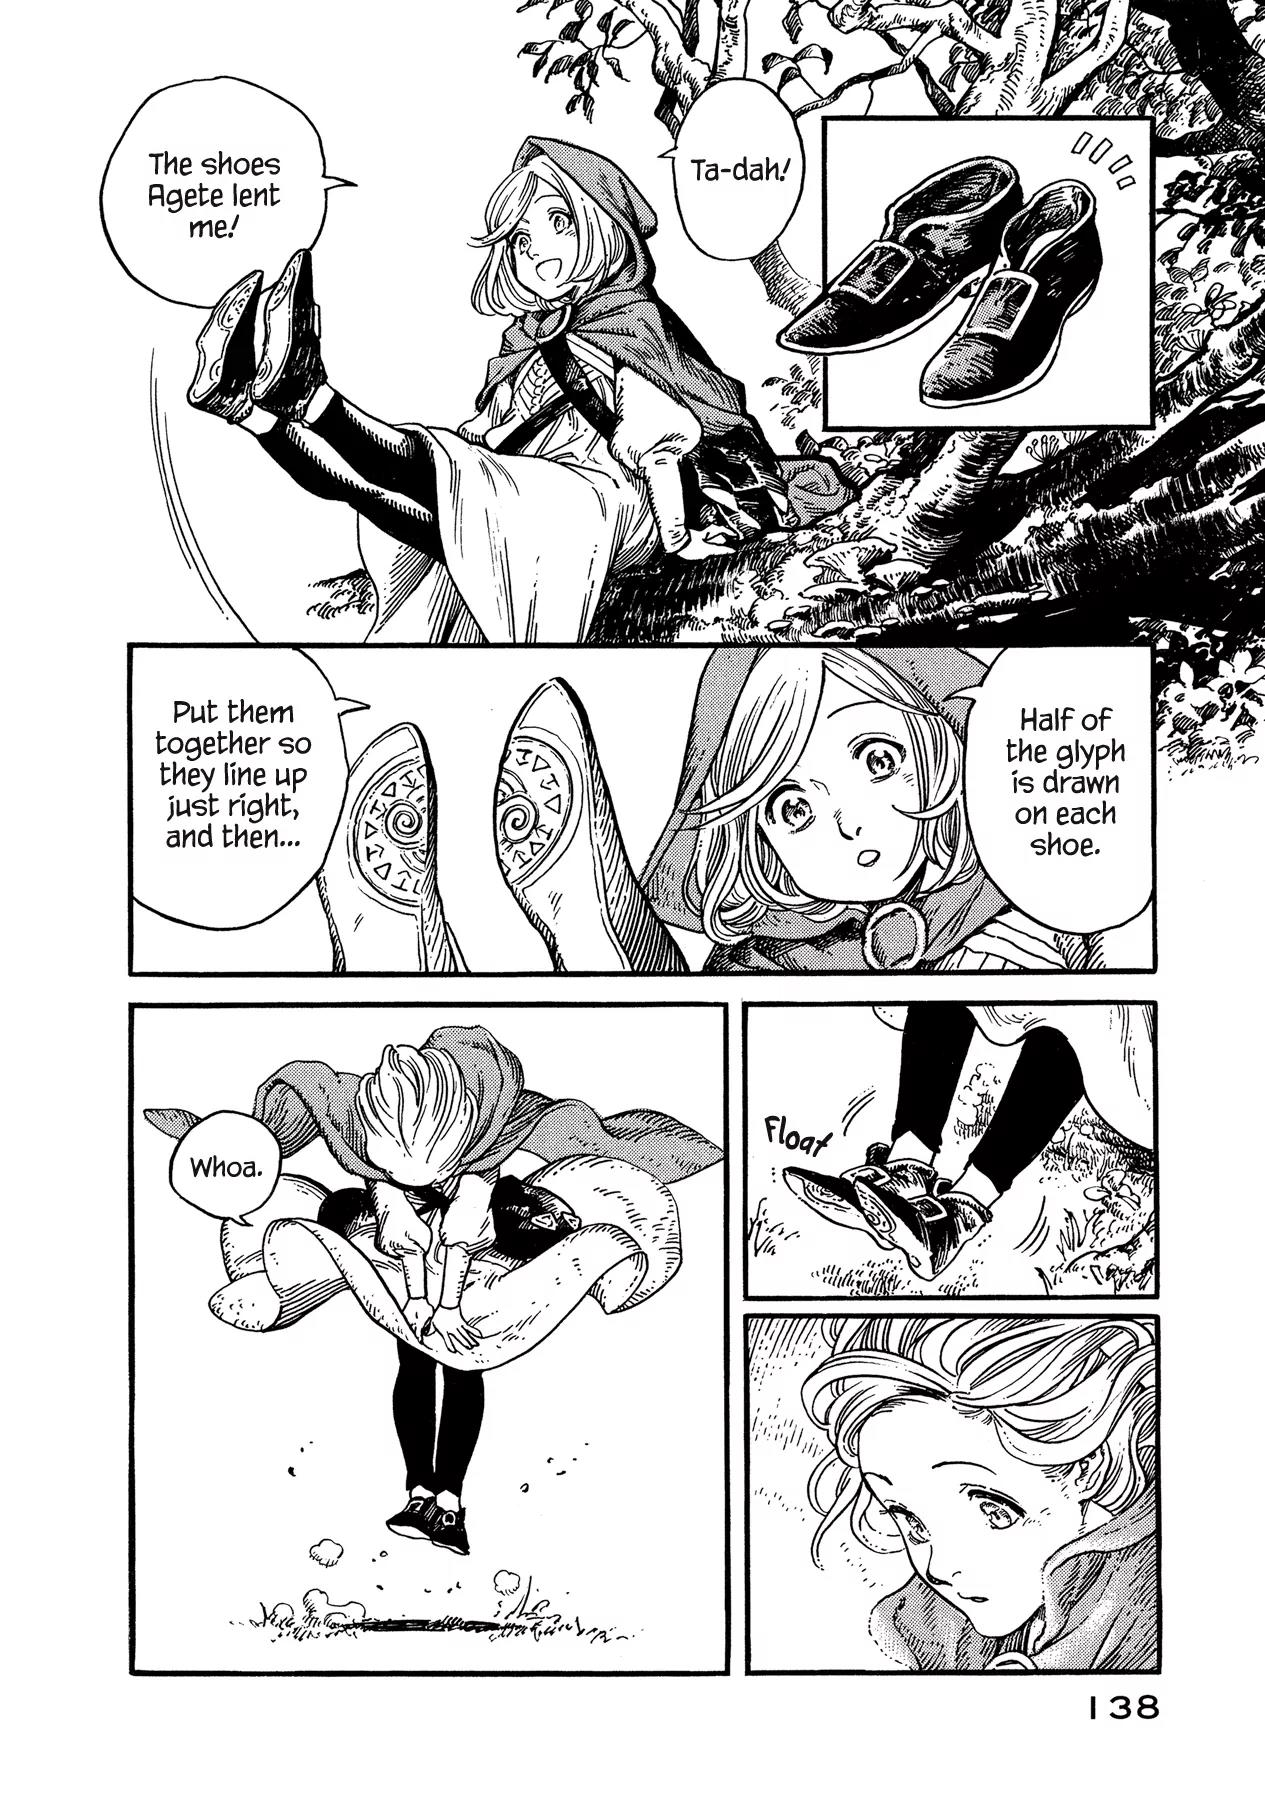 Ta-dah!
The shoes
Agete lent
me!
Half of
the glyph
is drawn
on each
shoe.
Put them
together so
they line up
just right,
and then...
Float
Whoa.
138